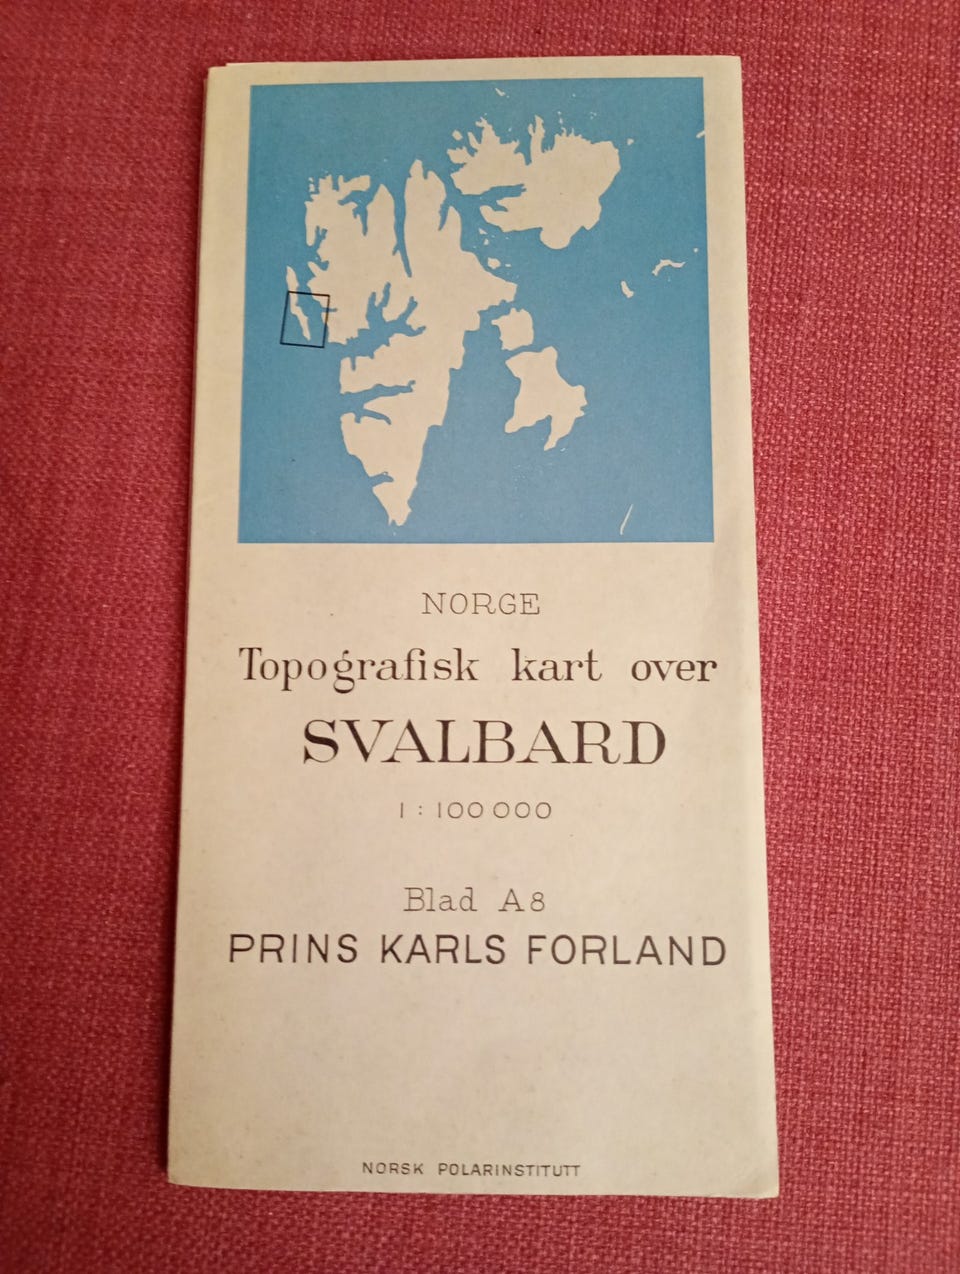 NORGE
Topografisk kart over
SVALBARD
1 : 100 000
Blad A8
PRINS KARLS FORLAND
NORSK POLARINSTITUTT